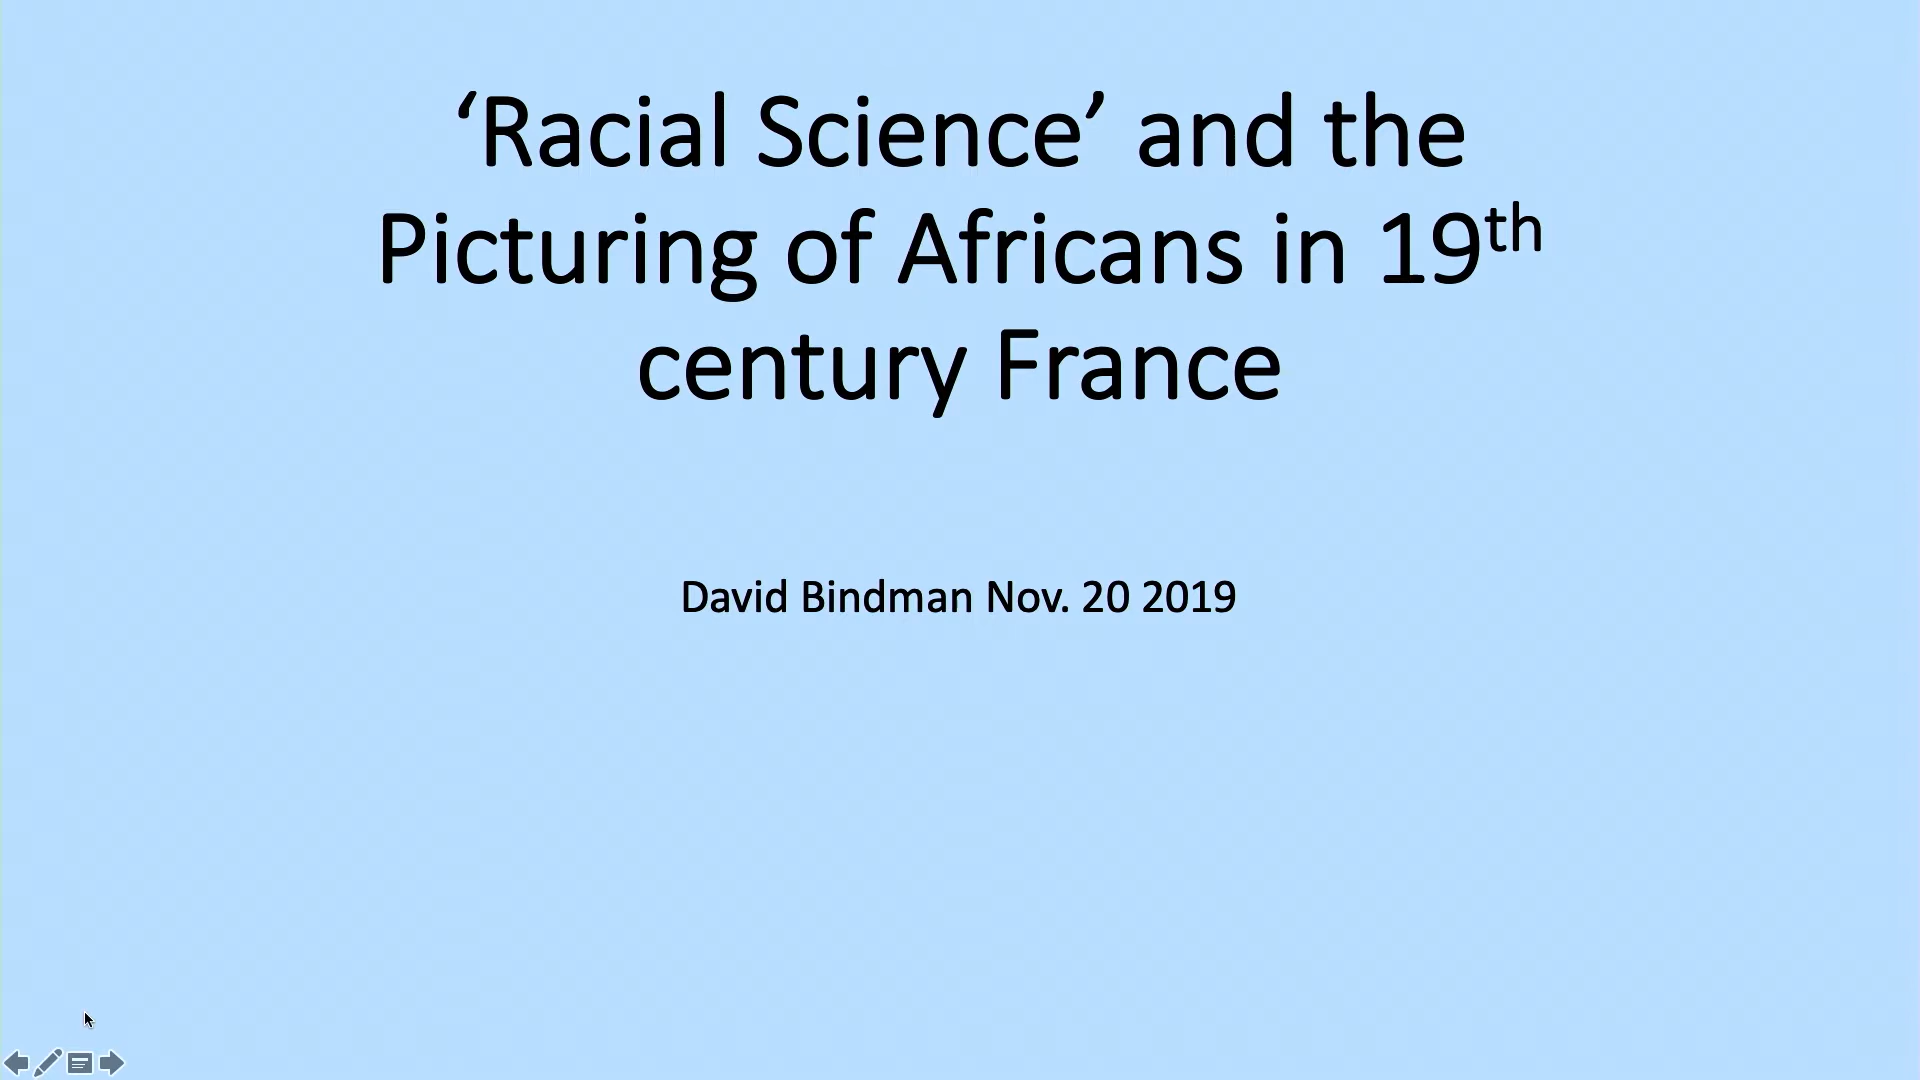 ‘Racial Science’ and the
Picturing of Africans in 19th
century France
David Bindman Nov. 20 2019